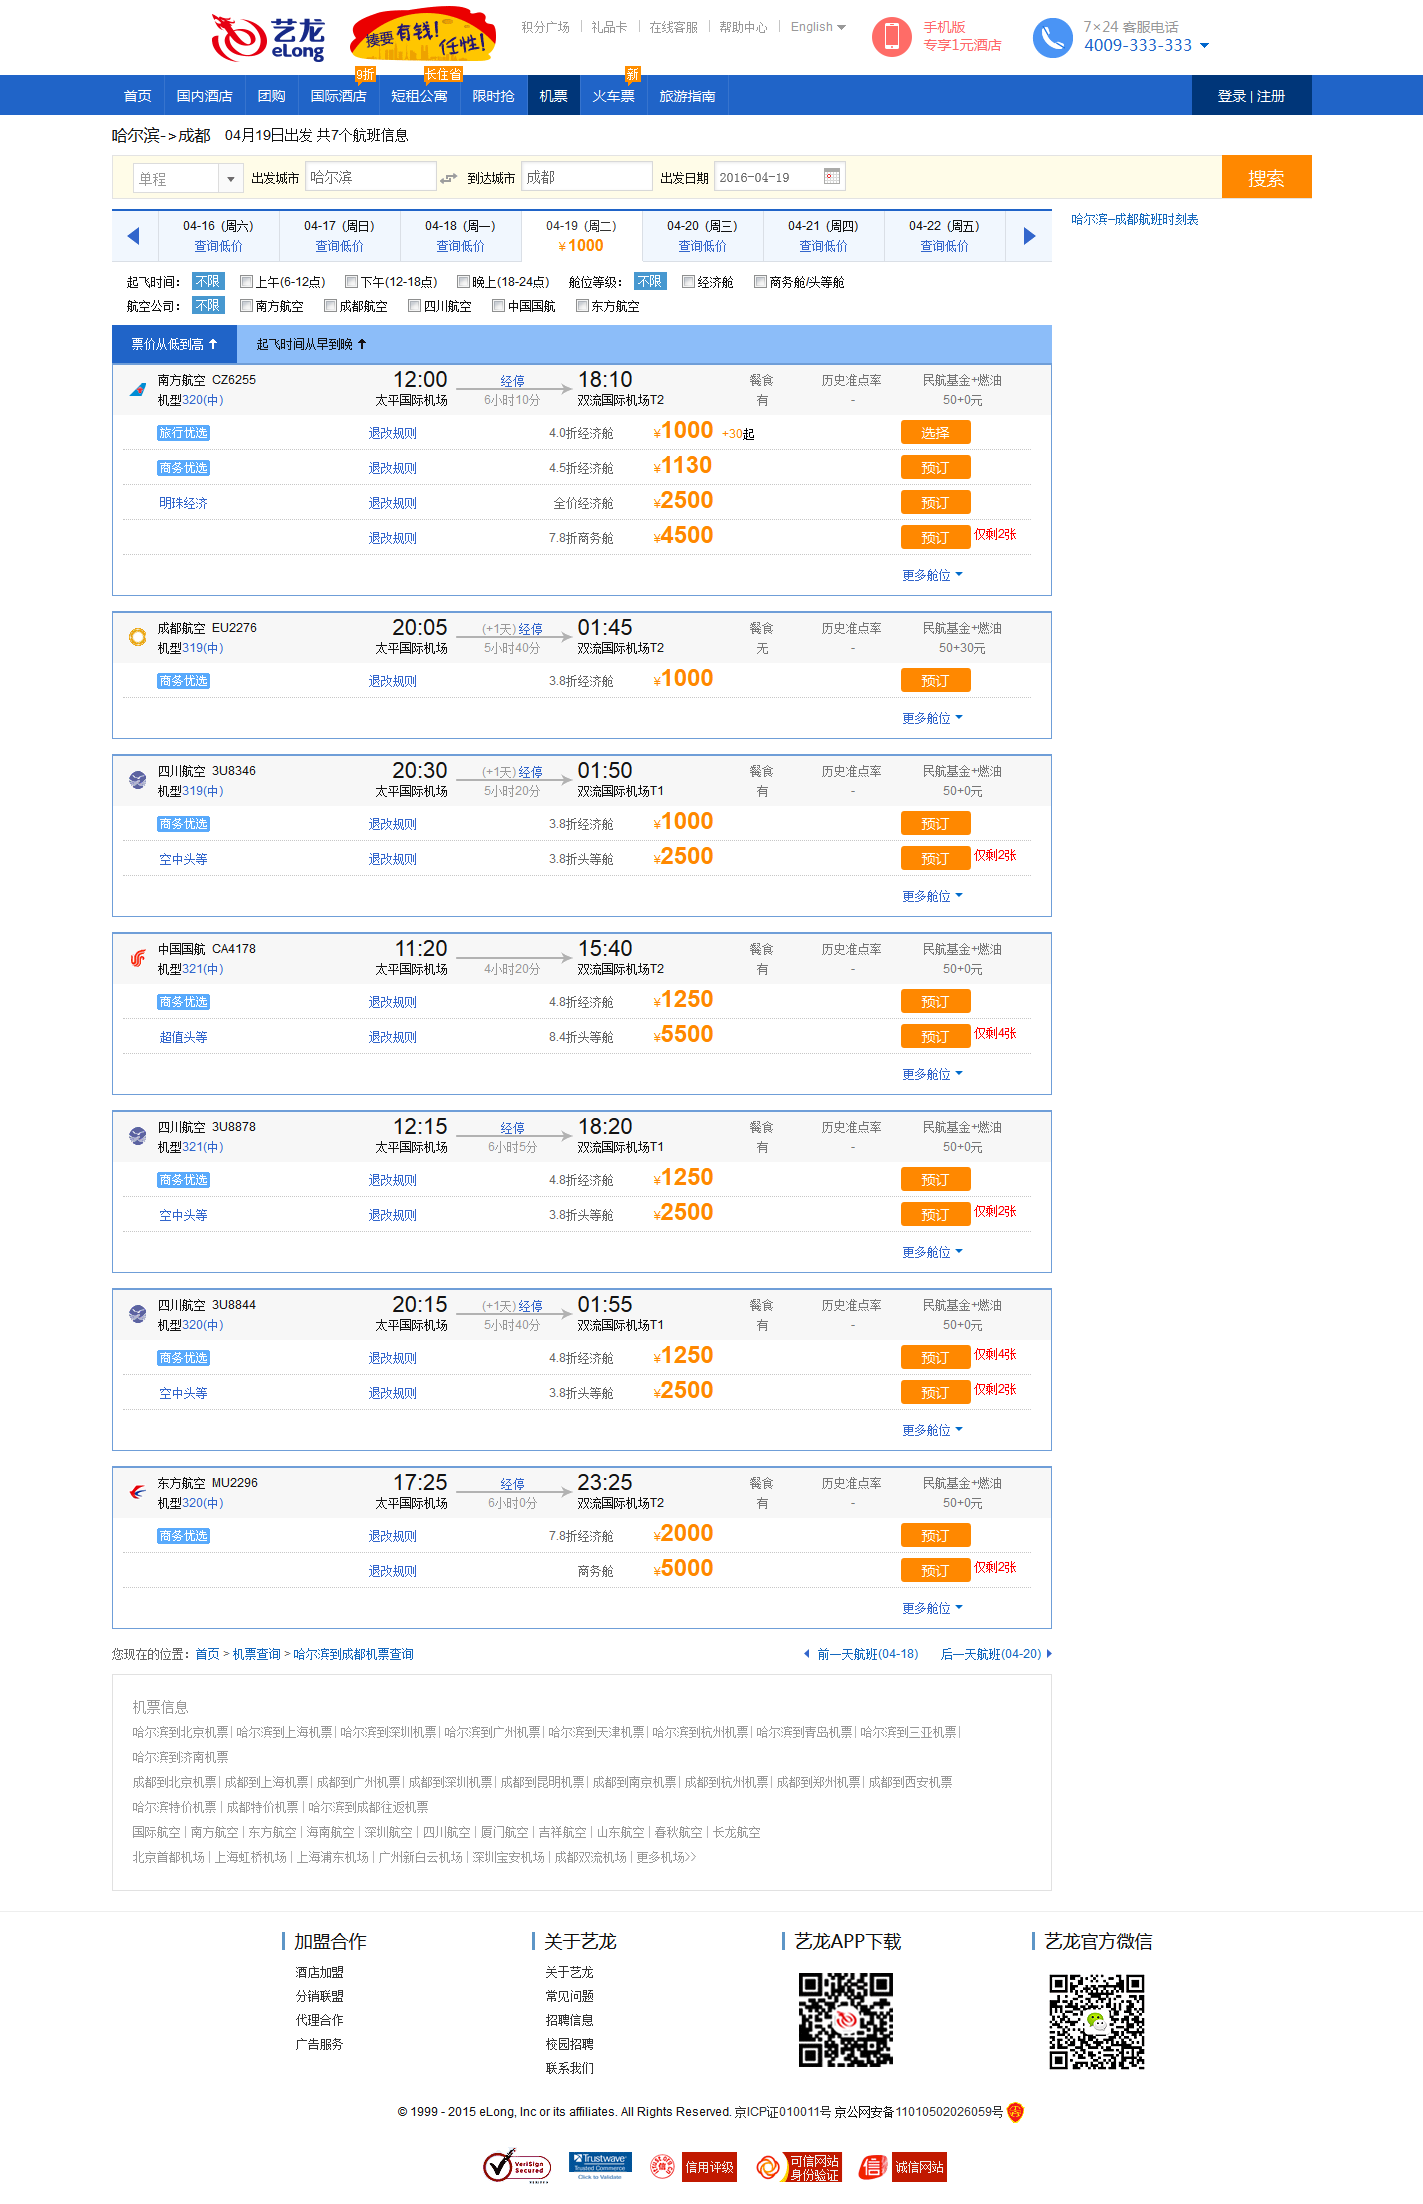 艺龙
eLong
揍要有钱!任性!
积分广场 礼品卡 在线客服 帮助中心 English
手机版
专享1元酒店
7×24 客服电话
4009-333-333
9折 长住省 新
首页 国内酒店 团购 国际酒店 短租公寓 限时抢 机票 火车票 旅游指南 登录 | 注册
哈尔滨->成都 04月19日出发 共7个航班信息
单程 出发城市 哈尔滨 到达城市 成都 出发日期 2016-04-19 搜索
哈尔滨-成都航班时刻表
04-16 (周六) 04-17 (周日) 04-18 (周一) 04-19 (周二) 04-20 (周三) 04-21 (周四) 04-22 (周五)
查询低价 查询低价 查询低价 ¥1000 查询低价 查询低价 查询低价
起飞时间: 不限 上午(6-12点) 下午(12-18点) 晚上(18-24点) 舱位等级: 不限 经济舱 商务舱/头等舱
航空公司: 不限 南方航空 成都航空 四川航空 中国国航 东方航空
票价从低到高 起飞时间从早到晚
南方航空 CZ6255 12:00 经停 18:10 餐食 历史准点率 民航基金+燃油
机型320(中) 太平国际机场 6小时10分 双流国际机场T2 有 - 50+0元
旅行优选 退改规则 4.0折经济舱 ¥1000 +30起 选择
商务优选 退改规则 4.5折经济舱 ¥1130 预订
明珠经济 退改规则 全价经济舱 ¥2500 预订
退改规则 7.8折商务舱 ¥4500 预订 仅剩2张
更多舱位
成都航空 EU2276 20:05 (+1天) 经停 01:45 餐食 历史准点率 民航基金+燃油
机型319(中) 太平国际机场 5小时40分 双流国际机场T2 无 - 50+30元
商务优选 退改规则 3.8折经济舱 ¥1000 预订
更多舱位
四川航空 3U8346 20:30 (+1天) 经停 01:50 餐食 历史准点率 民航基金+燃油
机型319(中) 太平国际机场 5小时20分 双流国际机场T1 有 - 50+0元
商务优选 退改规则 3.8折经济舱 ¥1000 预订
空中头等 退改规则 3.8折头等舱 ¥2500 预订 仅剩2张
更多舱位
中国国航 CA4178 11:20 15:40 餐食 历史准点率 民航基金+燃油
机型321(中) 太平国际机场 4小时20分 双流国际机场T2 有 - 50+0元
商务优选 退改规则 4.8折经济舱 ¥1250 预订
超值头等 退改规则 8.4折头等舱 ¥5500 预订 仅剩4张
更多舱位
四川航空 3U8878 12:15 经停 18:20 餐食 历史准点率 民航基金+燃油
机型321(中) 太平国际机场 6小时5分 双流国际机场T1 有 - 50+0元
商务优选 退改规则 4.8折经济舱 ¥1250 预订
空中头等 退改规则 3.8折头等舱 ¥2500 预订 仅剩2张
更多舱位
四川航空 3U8844 20:15 (+1天) 经停 01:55 餐食 历史准点率 民航基金+燃油
机型320(中) 太平国际机场 5小时40分 双流国际机场T1 有 - 50+0元
商务优选 退改规则 4.8折经济舱 ¥1250 预订 仅剩4张
空中头等 退改规则 3.8折头等舱 ¥2500 预订 仅剩2张
更多舱位
东方航空 MU2296 17:25 经停 23:25 餐食 历史准点率 民航基金+燃油
机型320(中) 太平国际机场 6小时0分 双流国际机场T2 有 - 50+0元
商务优选 退改规则 7.8折经济舱 ¥2000 预订
退改规则 商务舱 ¥5000 预订 仅剩2张
更多舱位
您现在的位置: 首页 > 机票查询 > 哈尔滨到成都机票查询 前一天航班(04-18) 后一天航班(04-20)
机票信息
哈尔滨到北京机票| 哈尔滨到上海机票| 哈尔滨到深圳机票| 哈尔滨到广州机票| 哈尔滨到天津机票| 哈尔滨到杭州机票| 哈尔滨到青岛机票| 哈尔滨到三亚机票|
哈尔滨到济南机票
成都到北京机票| 成都到上海机票| 成都到广州机票| 成都到深圳机票| 成都到昆明机票| 成都到南京机票| 成都到杭州机票| 成都到郑州机票| 成都到西安机票
哈尔滨特价机票 | 成都特价机票 | 哈尔滨到成都往返机票
国际航空 | 南方航空 | 东方航空 | 海南航空 | 深圳航空 | 四川航空 | 厦门航空 | 吉祥航空 | 山东航空 | 春秋航空 | 长龙航空
北京首都机场 | 上海虹桥机场 | 上海浦东机场 | 广州新白云机场 | 深圳宝安机场 | 成都双流机场 | 更多机场>>
加盟合作 关于艺龙 艺龙APP下载 艺龙官方微信
酒店加盟 关于艺龙
分销联盟 常见问题
代理合作 招聘信息
广告服务 校园招聘
联系我们
© 1999 - 2015 eLong, Inc or its affiliates. All Rights Reserved. 京ICP证010011号 京公网安备11010502026059号
VeriSign Secured VERIFY Trustwave Trusted Commerce Click to Validate 信用评级 可信网站 身份验证 信 诚信网站